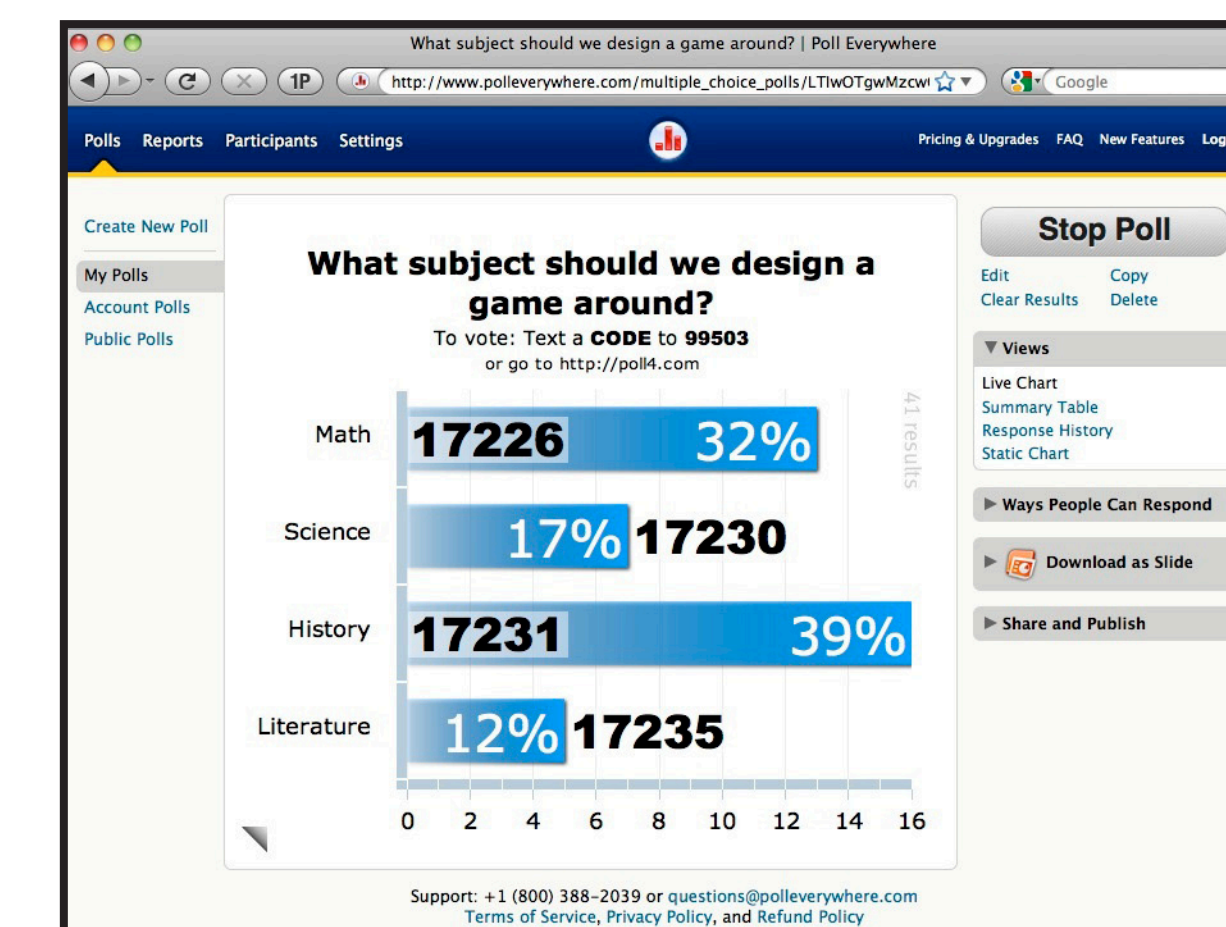 What subject should we design a game around? | Poll Everywhere
1P
http://www.polleverywhere.com/multiple_choice_polls/LTIwOTgwMzcw
Google
Polls Reports Participants Settings
Pricing & Upgrades FAQ New Features Log
Create New Poll
My Polls
Account Polls
Public Polls
What subject should we design a
game around?
To vote: Text a CODE to 99503
or go to http://poll4.com
41 results
Math 17226 32%
Science 17% 17230
History 17231 39%
Literature 12% 17235
0 2 4 6 8 10 12 14 16
Stop Poll
Edit Copy
Clear Results Delete
Views
Live Chart
Summary Table
Response History
Static Chart
Ways People Can Respond
Download as Slide
Share and Publish
Support: +1 (800) 388-2039 or questions@polleverywhere.com
Terms of Service, Privacy Policy, and Refund Policy